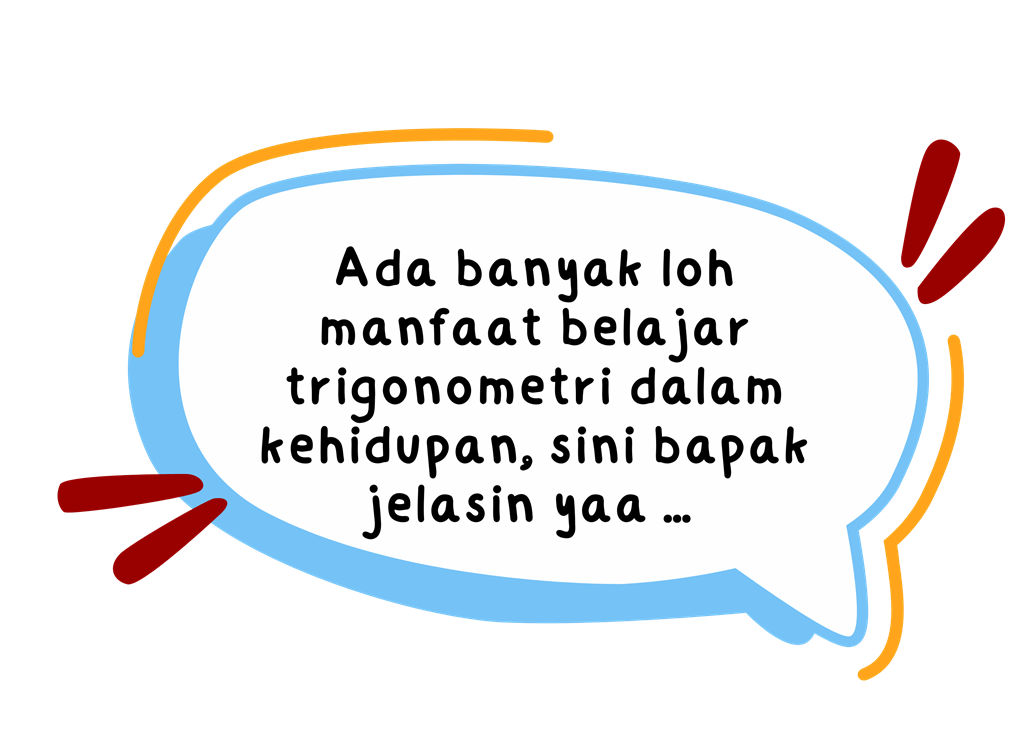 Ada banyak loh
manfaat belajar
trigonometri dalam
kehidupan, sini bapak
jelasin yaa ...